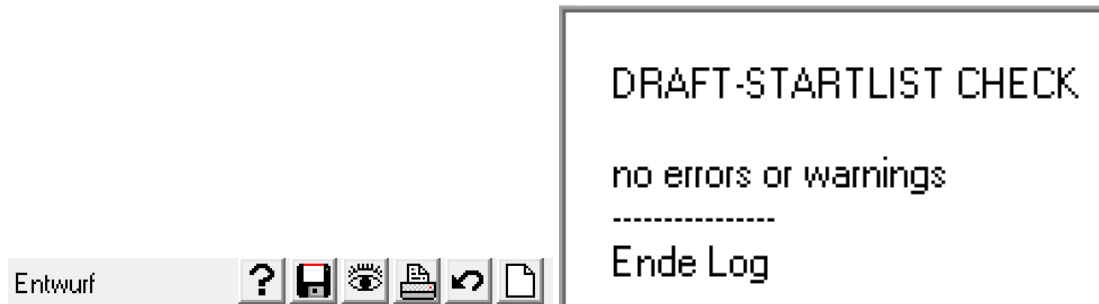 Entwurf
?
DRAFT-STARTLIST CHECK
no errors or warnings
----------------
Ende Log